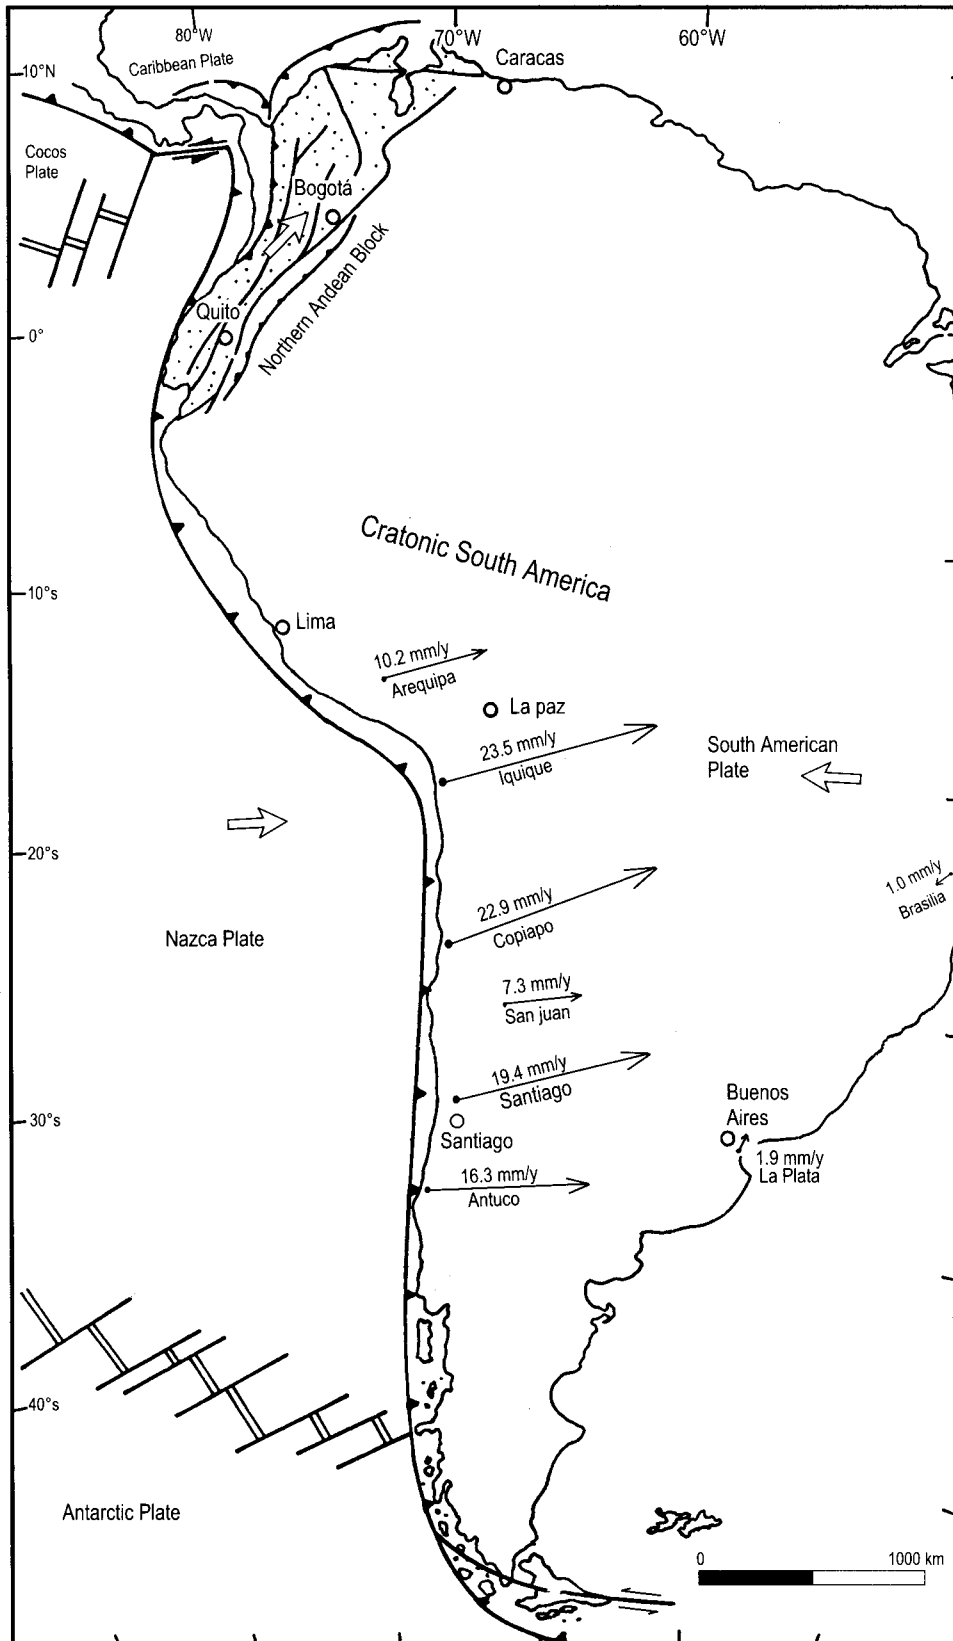 80°W
70°W
60°W
Caribbean Plate
Caracas
10°N
Cocos
Plate
Bogotá
Northern Andean Block
Quito
0°
Cratonic South America
10°s
Lima
10.2 mm/y
Arequipa
La paz
23.5 mm/y
Iquique
South American
Plate
20°s
1.0 mm/y
Brasilia
22.9 mm/y
Copiapo
Nazca Plate
7.3 mm/y
San juan
19.4 mm/y
Santiago
Buenos
Aires
30°s
Santiago
1.9 mm/y
La Plata
16.3 mm/y
Antuco
40°s
Antarctic Plate
0
1000 km